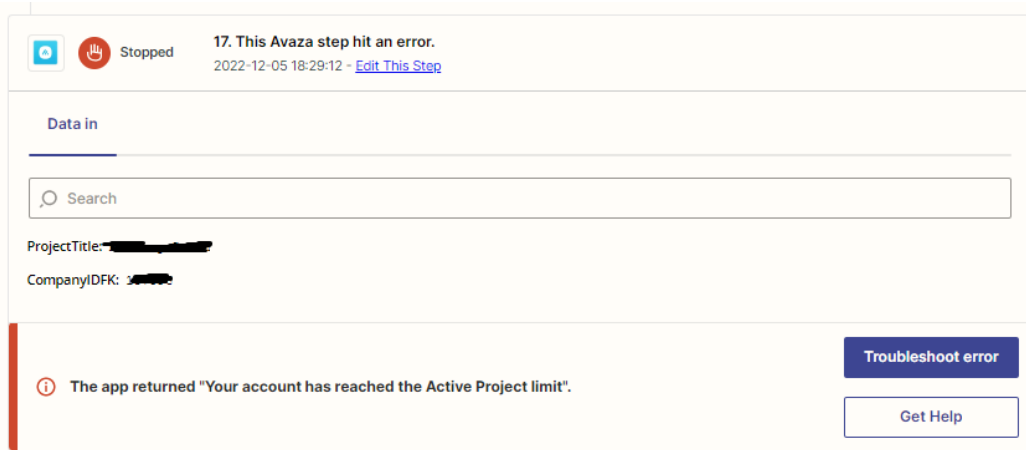 Stopped
17. This Avaza step hit an error.
2022-12-05 18:29:12 - Edit This Step
Data in
Search
ProjectTitle:
CompanyIDFK:
The app returned "Your account has reached the Active Project limit".
Troubleshoot error
Get Help